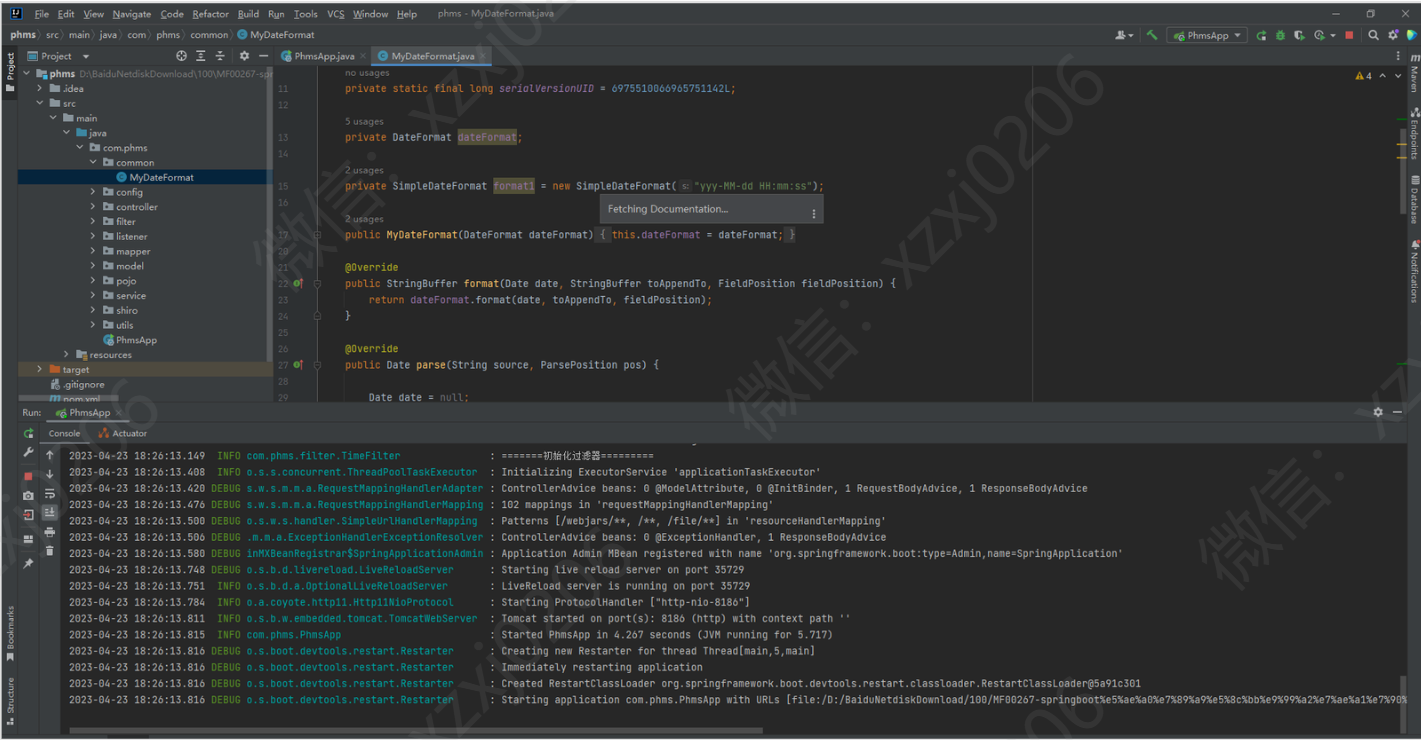 File Edit View Navigate Code Refactor Build Run Tools VCS Window Help phms - MyDateFormat.java
phms src main java com phms common MyDateFormat PhmsApp
Project PhmsApp.java MyDateFormat.java
Project
phms D:\BaiduNetdiskDownload\100\MF00267-spr
.idea
src
main
java
com.phms
common
MyDateFormat
config
controller
filter
listener
mapper
model
pojo
service
shiro
utils
PhmsApp
resources
target
.gitignore
pom.xml
no usages
4
11 private static final long serialVersionUID = 6975510066965751142L;
12
5 usages
13 private DateFormat dateFormat;
14
2 usages
15 private SimpleDateFormat format1 = new SimpleDateFormat( s: "yyy-MM-dd HH:mm:ss");
16
Fetching Documentation...
2 usages
17 public MyDateFormat(DateFormat dateFormat) { this.dateFormat = dateFormat; }
20
21 @Override
22 public StringBuffer format(Date date, StringBuffer toAppendTo, FieldPosition fieldPosition) {
23 return dateFormat.format(date, toAppendTo, fieldPosition);
24 }
25
26 @Override
27 public Date parse(String source, ParsePosition pos) {
28
29 Date date = null;
Maven
Endpoints
Database
Notifications
Run: PhmsApp
Console Actuator
2023-04-23 18:26:13.149 INFO com.phms.filter.TimeFilter : =======初始化过滤器=========
2023-04-23 18:26:13.408 INFO o.s.s.concurrent.ThreadPoolTaskExecutor : Initializing ExecutorService 'applicationTaskExecutor'
2023-04-23 18:26:13.420 DEBUG s.w.s.m.m.a.RequestMappingHandlerAdapter : ControllerAdvice beans: 0 @ModelAttribute, 0 @InitBinder, 1 RequestBodyAdvice, 1 ResponseBodyAdvice
2023-04-23 18:26:13.476 DEBUG s.w.s.m.m.a.RequestMappingHandlerMapping : 102 mappings in 'requestMappingHandlerMapping'
2023-04-23 18:26:13.500 DEBUG o.s.w.s.handler.SimpleUrlHandlerMapping : Patterns [/webjars/**, /**, /file/**] in 'resourceHandlerMapping'
2023-04-23 18:26:13.506 DEBUG .m.m.a.ExceptionHandlerExceptionResolver : ControllerAdvice beans: 0 @ExceptionHandler, 1 ResponseBodyAdvice
2023-04-23 18:26:13.580 DEBUG inMXBeanRegistrar$SpringApplicationAdmin : Application Admin MBean registered with name 'org.springframework.boot:type=Admin,name=SpringApplication'
2023-04-23 18:26:13.748 DEBUG o.s.b.d.livereload.LiveReloadServer : Starting live reload server on port 35729
2023-04-23 18:26:13.751 INFO o.s.b.d.a.OptionalLiveReloadServer : LiveReload server is running on port 35729
2023-04-23 18:26:13.784 INFO o.a.coyote.http11.Http11NioProtocol : Starting ProtocolHandler ["http-nio-8186"]
2023-04-23 18:26:13.811 INFO o.s.b.w.embedded.tomcat.TomcatWebServer : Tomcat started on port(s): 8186 (http) with context path ''
2023-04-23 18:26:13.815 INFO com.phms.PhmsApp : Started PhmsApp in 4.267 seconds (JVM running for 5.717)
2023-04-23 18:26:13.816 DEBUG o.s.boot.devtools.restart.Restarter : Creating new Restarter for thread Thread[main,5,main]
2023-04-23 18:26:13.816 DEBUG o.s.boot.devtools.restart.Restarter : Immediately restarting application
2023-04-23 18:26:13.816 DEBUG o.s.boot.devtools.restart.Restarter : Created RestartClassLoader org.springframework.boot.devtools.restart.classloader.RestartClassLoader@5a91c301
2023-04-23 18:26:13.816 DEBUG o.s.boot.devtools.restart.Restarter : Starting application com.phms.PhmsApp with URLs [file:/D:/BaiduNetdiskDownload/100/MF00267-springboot%e5%ae%a0%e7%89%a9%e5%8c%bb%e9%99%a2%e7%ae%a1%e7%90%
Bookmarks
Structure
微信：xzxj0206
微信：xzxj0206
微信：